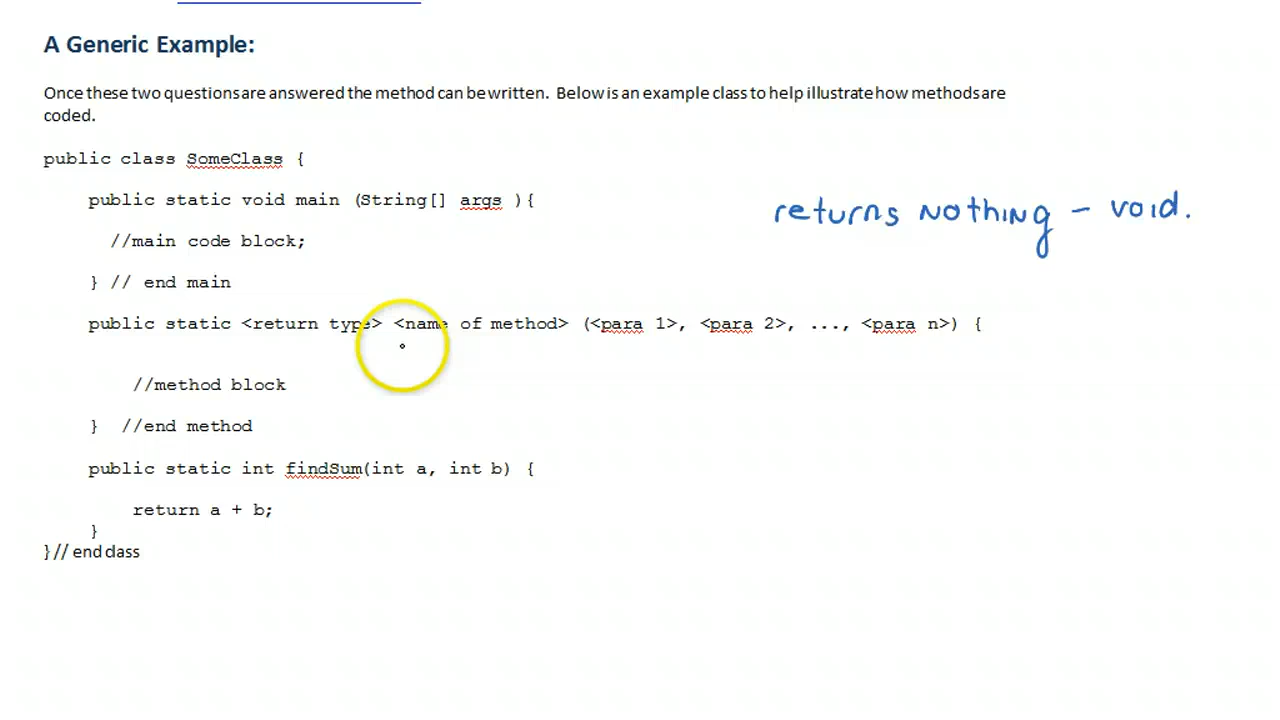 A Generic Example:
Once these two questions are answered the method can be written. Below is an example class to help illustrate how methods are
coded.
public class SomeClass {
public static void main (String[] args ){
returns nothing - void.
//main code block;
} // end main
public static <return type> <name of method> (<para 1>, <para 2>, ..., <para n>) {
//method block
} //end method
public static int findSum(int a, int b) {
return a + b;
}
} // end class